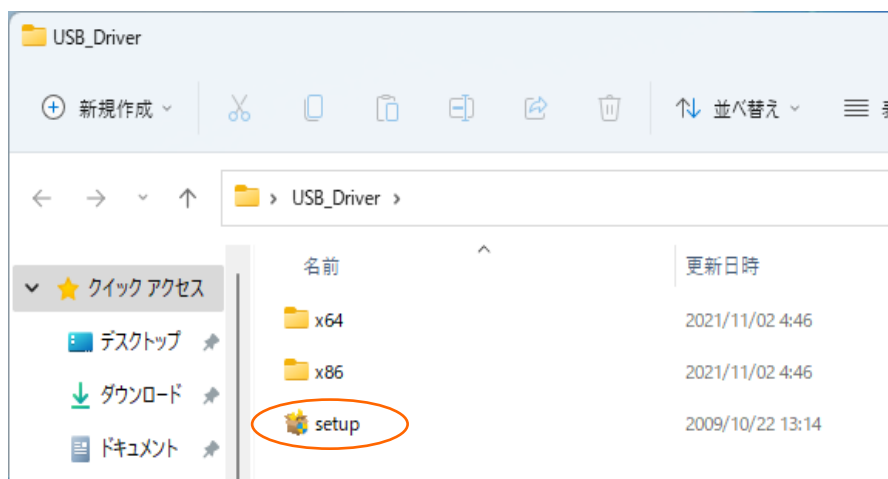 USB_Driver
新規作成
並べ替え
USB_Driver
名前
更新日時
クイック アクセス
x64
2021/11/02 4:46
デスクトップ
x86
2021/11/02 4:46
ダウンロード
setup
2009/10/22 13:14
ドキュメント